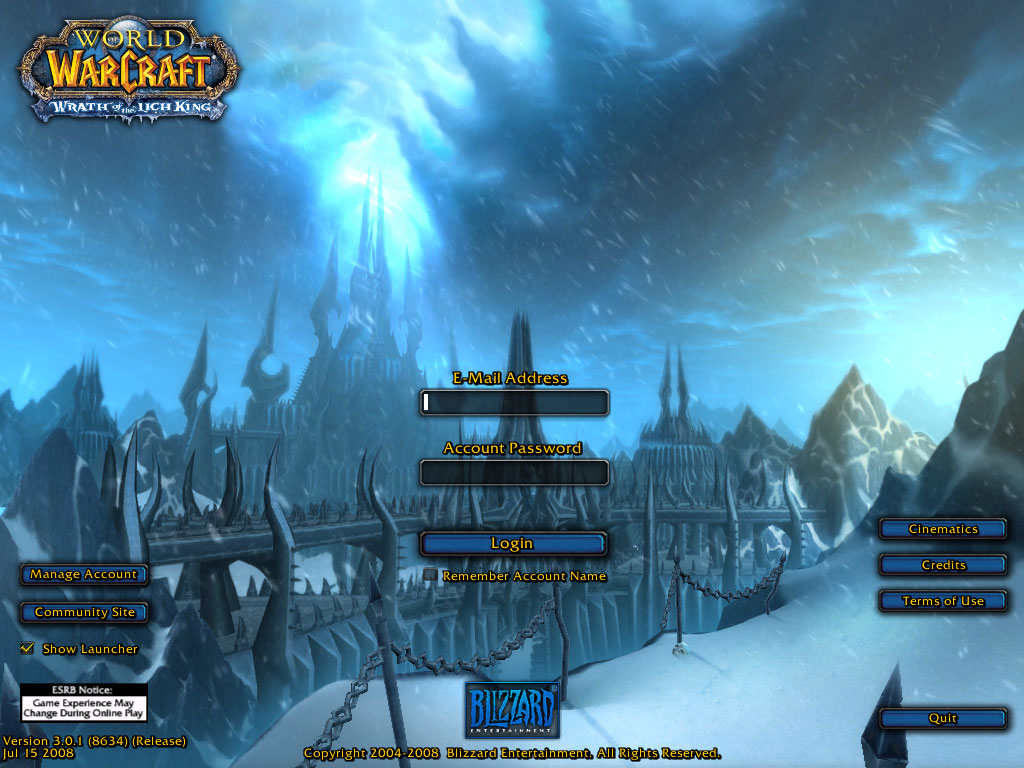 WORLD
OF
WARCRAFT
WRATH of the LICH KING
E-Mail Address
Account Password
Login
Remember Account Name
Manage Account
Community Site
Show Launcher
Cinematics
Credits
Terms of Use
Quit
ESRB Notice:
Game Experience May
Change During Online Play
BLIZZARD®
ENTERTAINMENT
Version 3.0.1 (8634) (Release)
Jul 15 2008
Copyright 2004-2008 Blizzard Entertainment. All Rights Reserved.